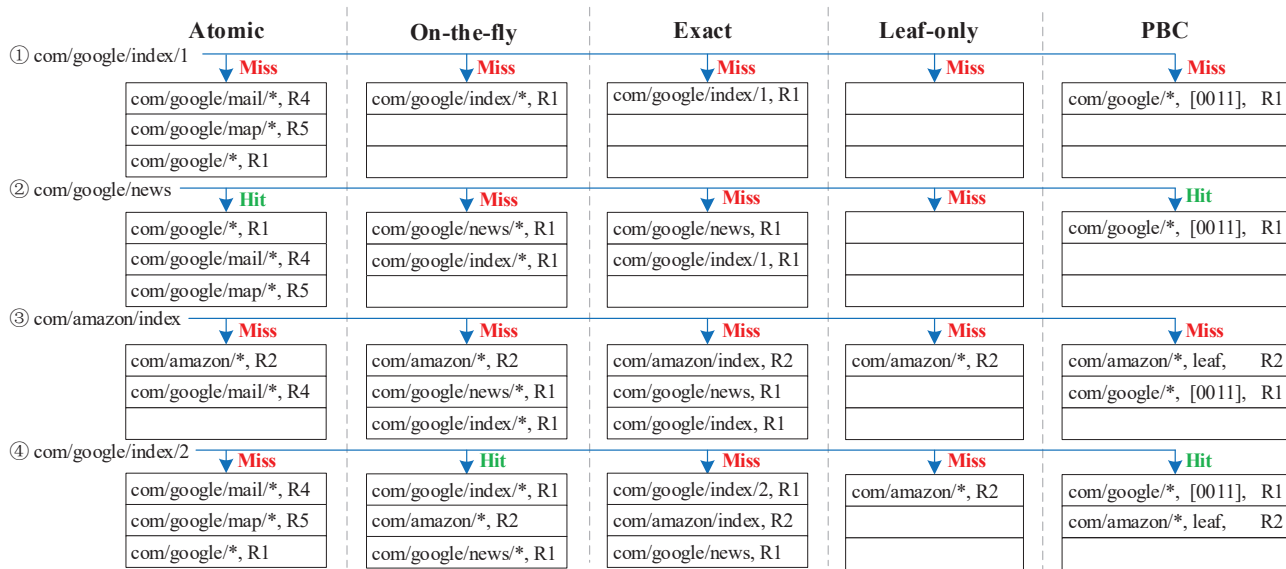 Atomic On-the-fly Exact Leaf-only PBC
① com/google/index/1
Miss Miss Miss Miss Miss
com/google/mail/*, R4 com/google/index/*, R1 com/google/index/1, R1 com/google/*, [0011], R1
com/google/map/*, R5
com/google/*, R1
② com/google/news
Hit Miss Miss Miss Hit
com/google/*, R1 com/google/news/*, R1 com/google/news, R1 com/google/*, [0011], R1
com/google/mail/*, R4 com/google/index/*, R1 com/google/index/1, R1
com/google/map/*, R5
③ com/amazon/index
Miss Miss Miss Miss Miss
com/amazon/*, R2 com/amazon/*, R2 com/amazon/index, R2 com/amazon/*, R2 com/amazon/*, leaf, R2
com/google/mail/*, R4 com/google/news/*, R1 com/google/news, R1 com/google/*, [0011], R1
com/google/index/*, R1 com/google/index, R1
④ com/google/index/2
Miss Hit Miss Miss Hit
com/google/mail/*, R4 com/google/index/*, R1 com/google/index/2, R1 com/amazon/*, R2 com/google/*, [0011], R1
com/google/map/*, R5 com/amazon/*, R2 com/amazon/index, R2 com/amazon/*, leaf, R2
com/google/*, R1 com/google/news/*, R1 com/google/news, R1